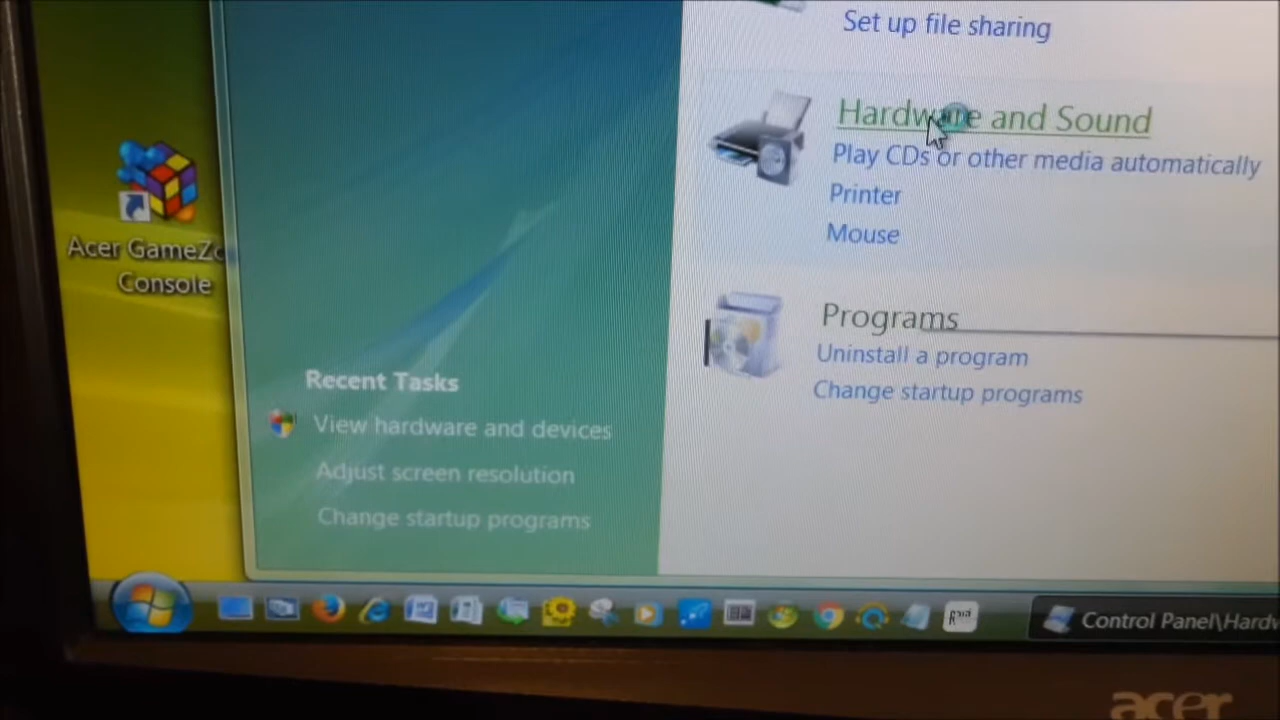 Set up file sharing
Hardware and Sound
Play CDs or other media automatically
Printer
Mouse
Programs
Uninstall a program
Change startup programs
Acer GameZo
Console
Recent Tasks
View hardware and devices
Adjust screen resolution
Change startup programs
Control Panel\Hardw
acer